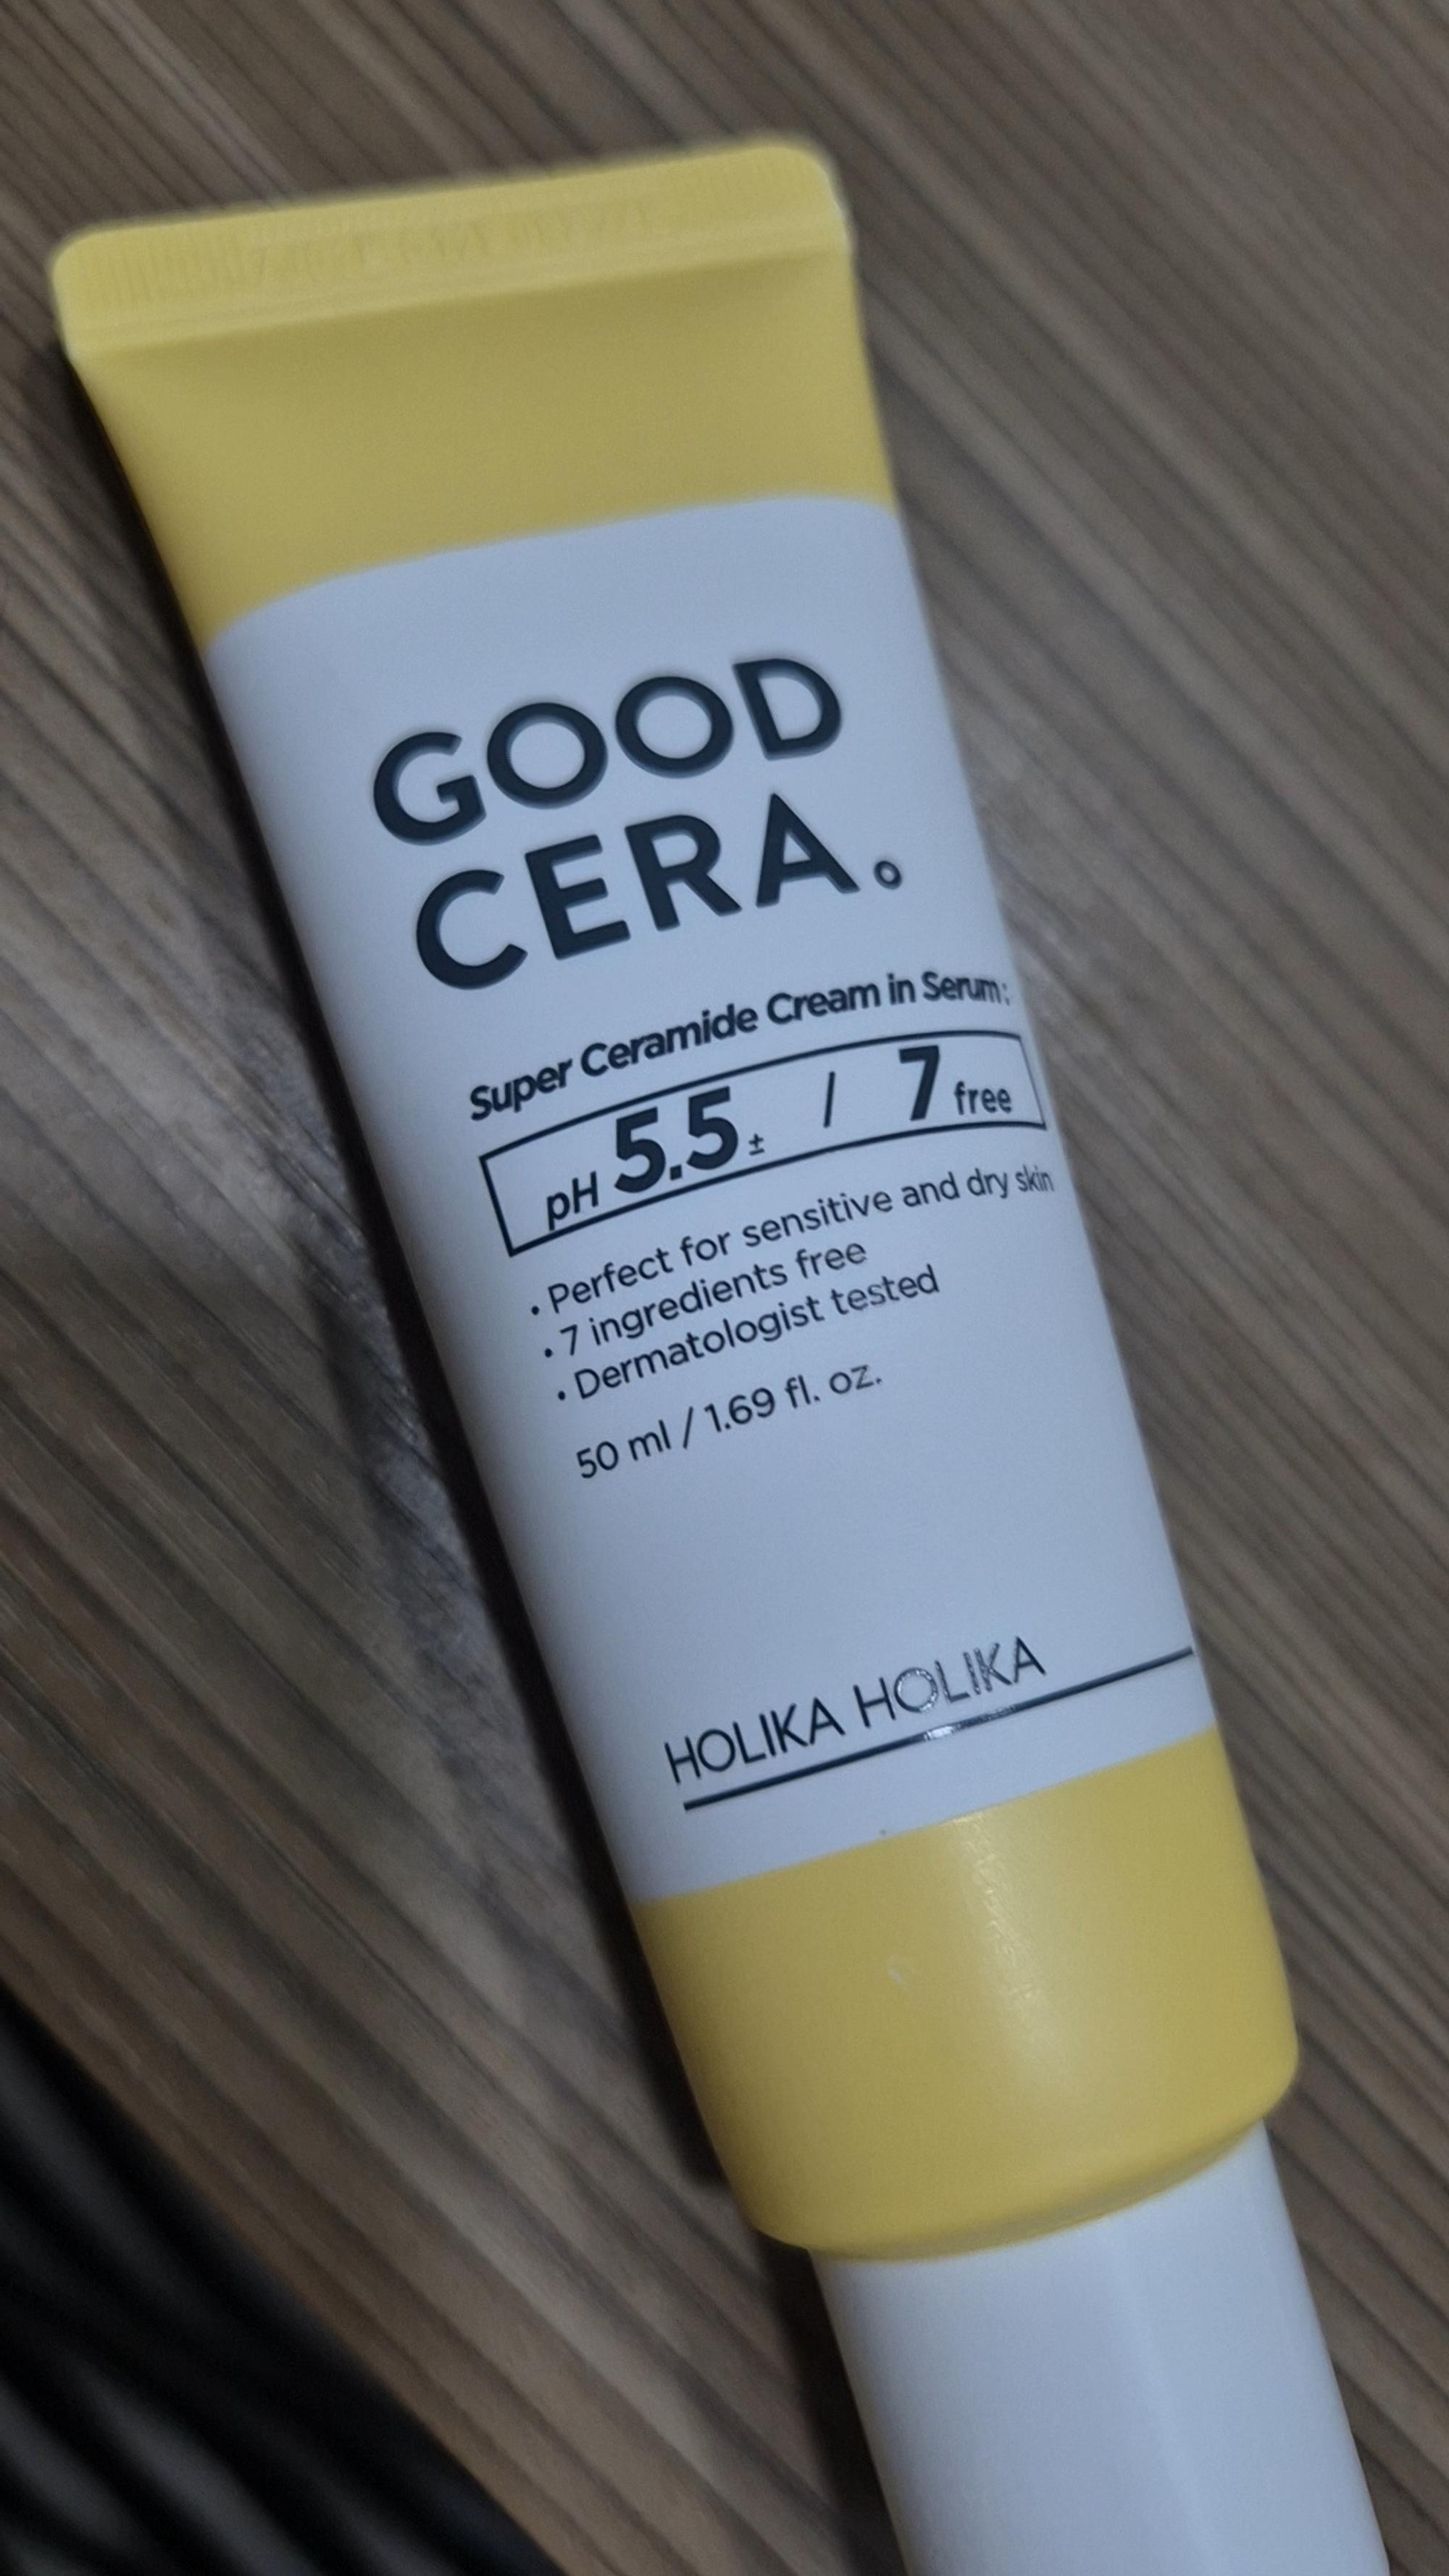 GOOD
CERA.
Super Ceramide Cream in Serum:
pH 5.5± / 7 free
• Perfect for sensitive and dry skin
• 7 ingredients free
• Dermatologist tested
50 ml / 1.69 fl. oz.
HOLIKA HOLIKA